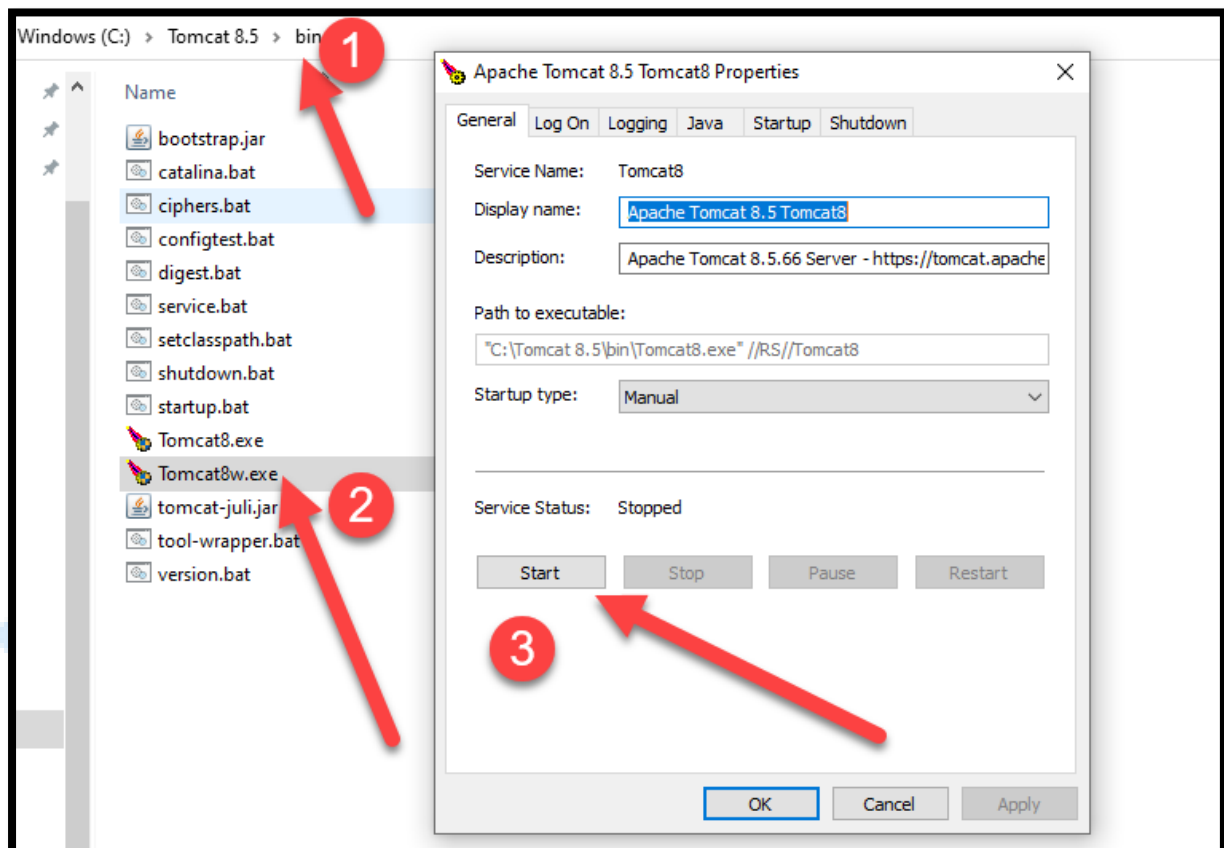 Windows (C:) > Tomcat 8.5 > bin
1
Name
bootstrap.jar
catalina.bat
ciphers.bat
configtest.bat
digest.bat
service.bat
setclasspath.bat
shutdown.bat
startup.bat
Tomcat8.exe
Tomcat8w.exe
2
tomcat-juli.jar
tool-wrapper.bat
version.bat
Apache Tomcat 8.5 Tomcat8 Properties
General Log On Logging Java Startup Shutdown
Service Name: Tomcat8
Display name: Apache Tomcat 8.5 Tomcat8
Description: Apache Tomcat 8.5.66 Server - https://tomcat.apache
Path to executable:
"C:\Tomcat 8.5\bin\Tomcat8.exe" //RS//Tomcat8
Startup type: Manual
Service Status: Stopped
Start Stop Pause Restart
3
OK Cancel Apply